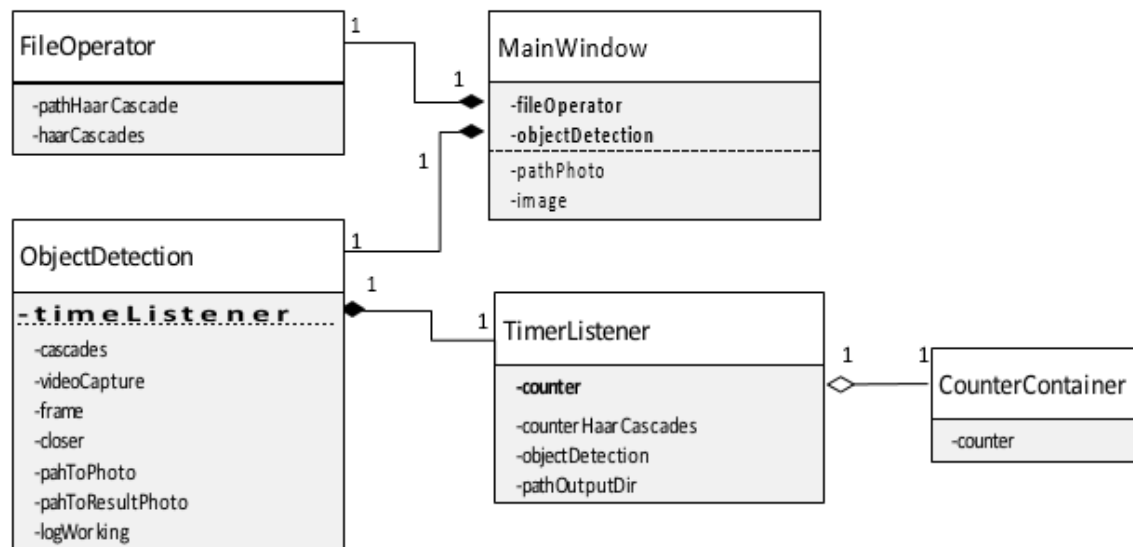 FileOperator
-pathHaarCascade
-haarCascades
1
MainWindow
-fileOperator
-objectDetection
-pathPhoto
-image
1
1
1
ObjectDetection
-timeListener
-cascades
-videoCapture
-frame
-closer
-pahToPhoto
-pahToResultPhoto
-logWorking
1
1
TimerListener
-counter
-counterHaarCascades
-objectDetection
-pathOutputDir
1
1
CounterContainer
-counter